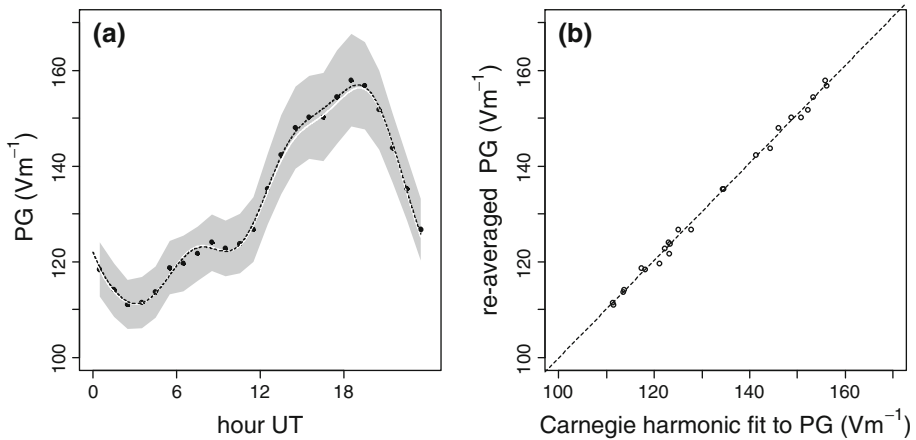 (a)
PG (Vm⁻¹)
160
140
120
100
0 6 12 18
hour UT
(b)
re-averaged PG (Vm⁻¹)
160
140
120
100
100 120 140 160
Carnegie harmonic fit to PG (Vm⁻¹)